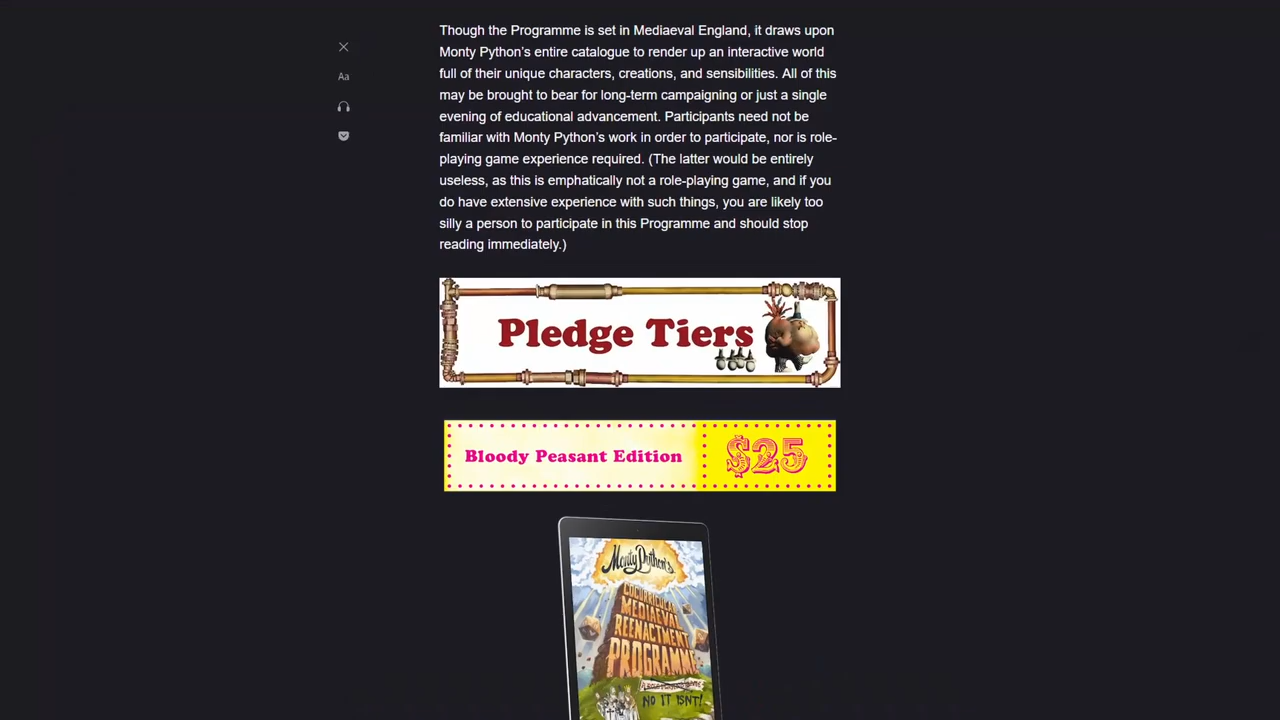 Though the Programme is set in Mediaeval England, it draws upon
Monty Python's entire catalogue to render up an interactive world
full of their unique characters, creations, and sensibilities. All of this
may be brought to bear for long-term campaigning or just a single
evening of educational advancement. Participants need not be
familiar with Monty Python's work in order to participate, nor is role-
playing game experience required. (The latter would be entirely
useless, as this is emphatically not a role-playing game, and if you
do have extensive experience with such things, you are likely too
silly a person to participate in this Programme and should stop
reading immediately.)
Aa
Pledge Tiers
Bloody Peasant Edition $25
Monty Python's
COCURRICULAR
MEDIAEVAL
REENACTMENT
PROGRAMME
NO IT ISN'T!